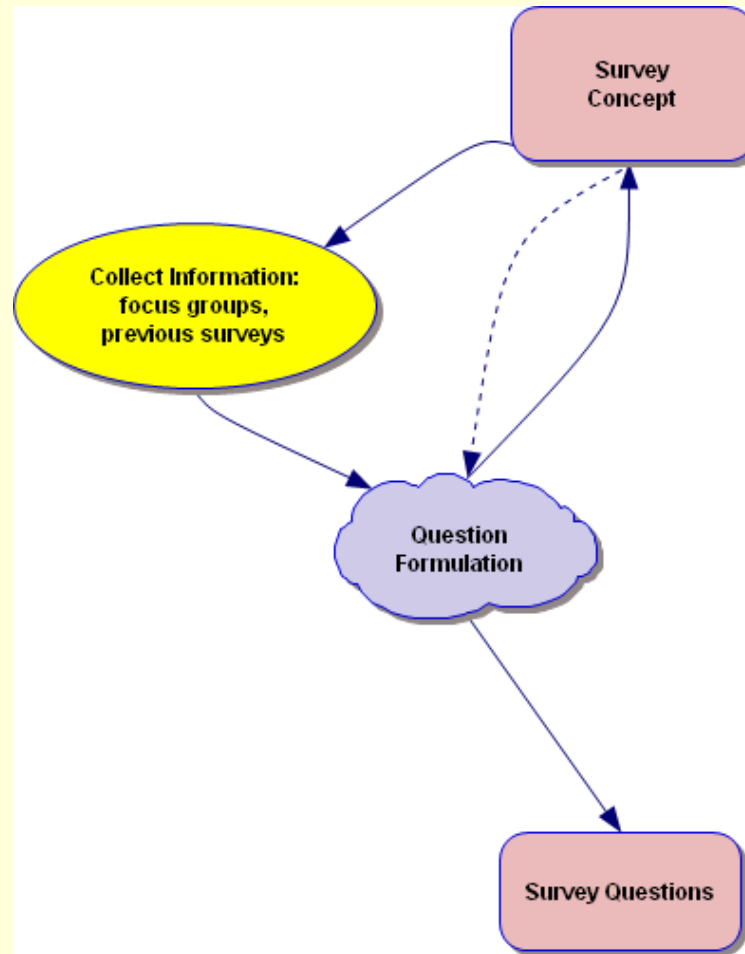 Survey
Concept
Collect Information:
focus groups,
previous surveys
Question
Formulation
Survey Questions